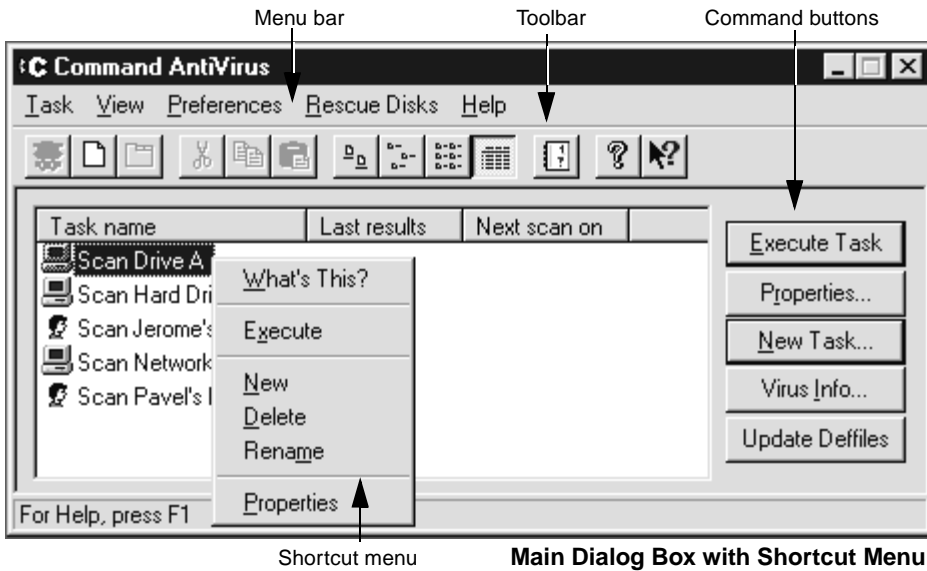 Menu bar Toolbar Command buttons
C Command AntiVirus
Task View Preferences Rescue Disks Help
Task name Last results Next scan on
Scan Drive A
Scan Hard Dri
Scan Jerome's
Scan Network
Scan Pavel's
What's This?
Execute
New
Delete
Rename
Properties
Execute Task
Properties...
New Task...
Virus Info...
Update Deffiles
For Help, press F1
Shortcut menu
Main Dialog Box with Shortcut Menu